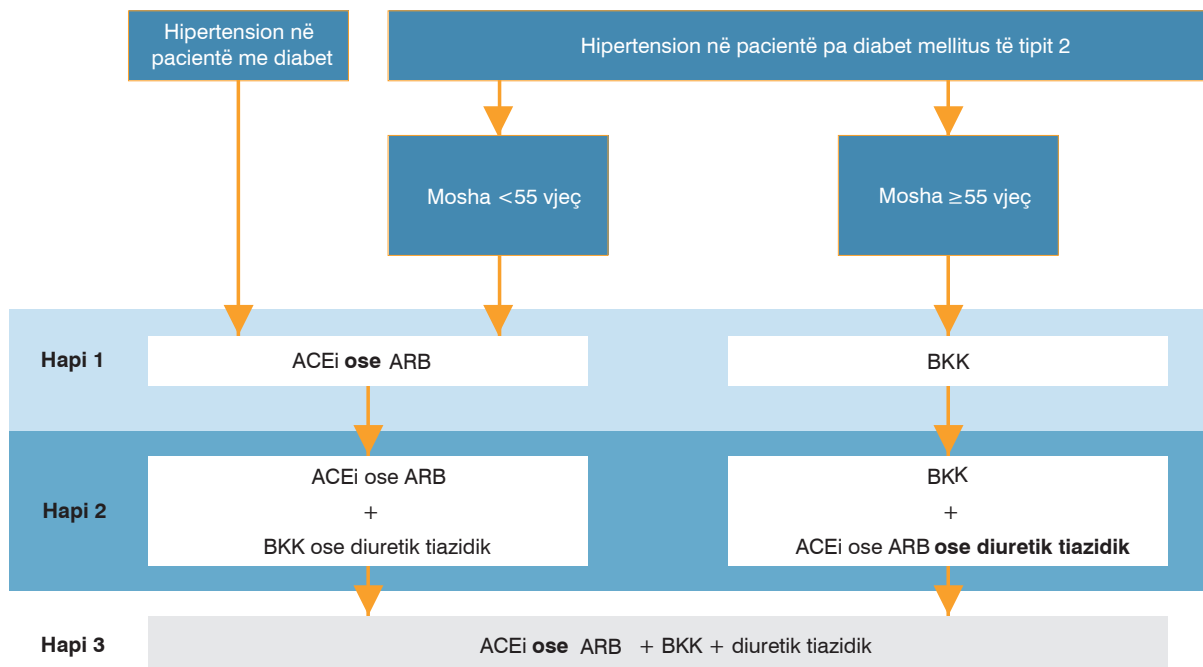 Hipertension në
pacientë me diabet
Hipertension në pacientë pa diabet mellitus të tipit 2
Mosha <55 vjeç
Mosha ≥55 vjeç
Hapi 1
ACEi ose ARB
BKK
Hapi 2
ACEi ose ARB
+
BKK ose diuretik tiazidik
BKK
+
ACEi ose ARB ose diuretik tiazidik
Hapi 3
ACEi ose ARB + BKK + diuretik tiazidik